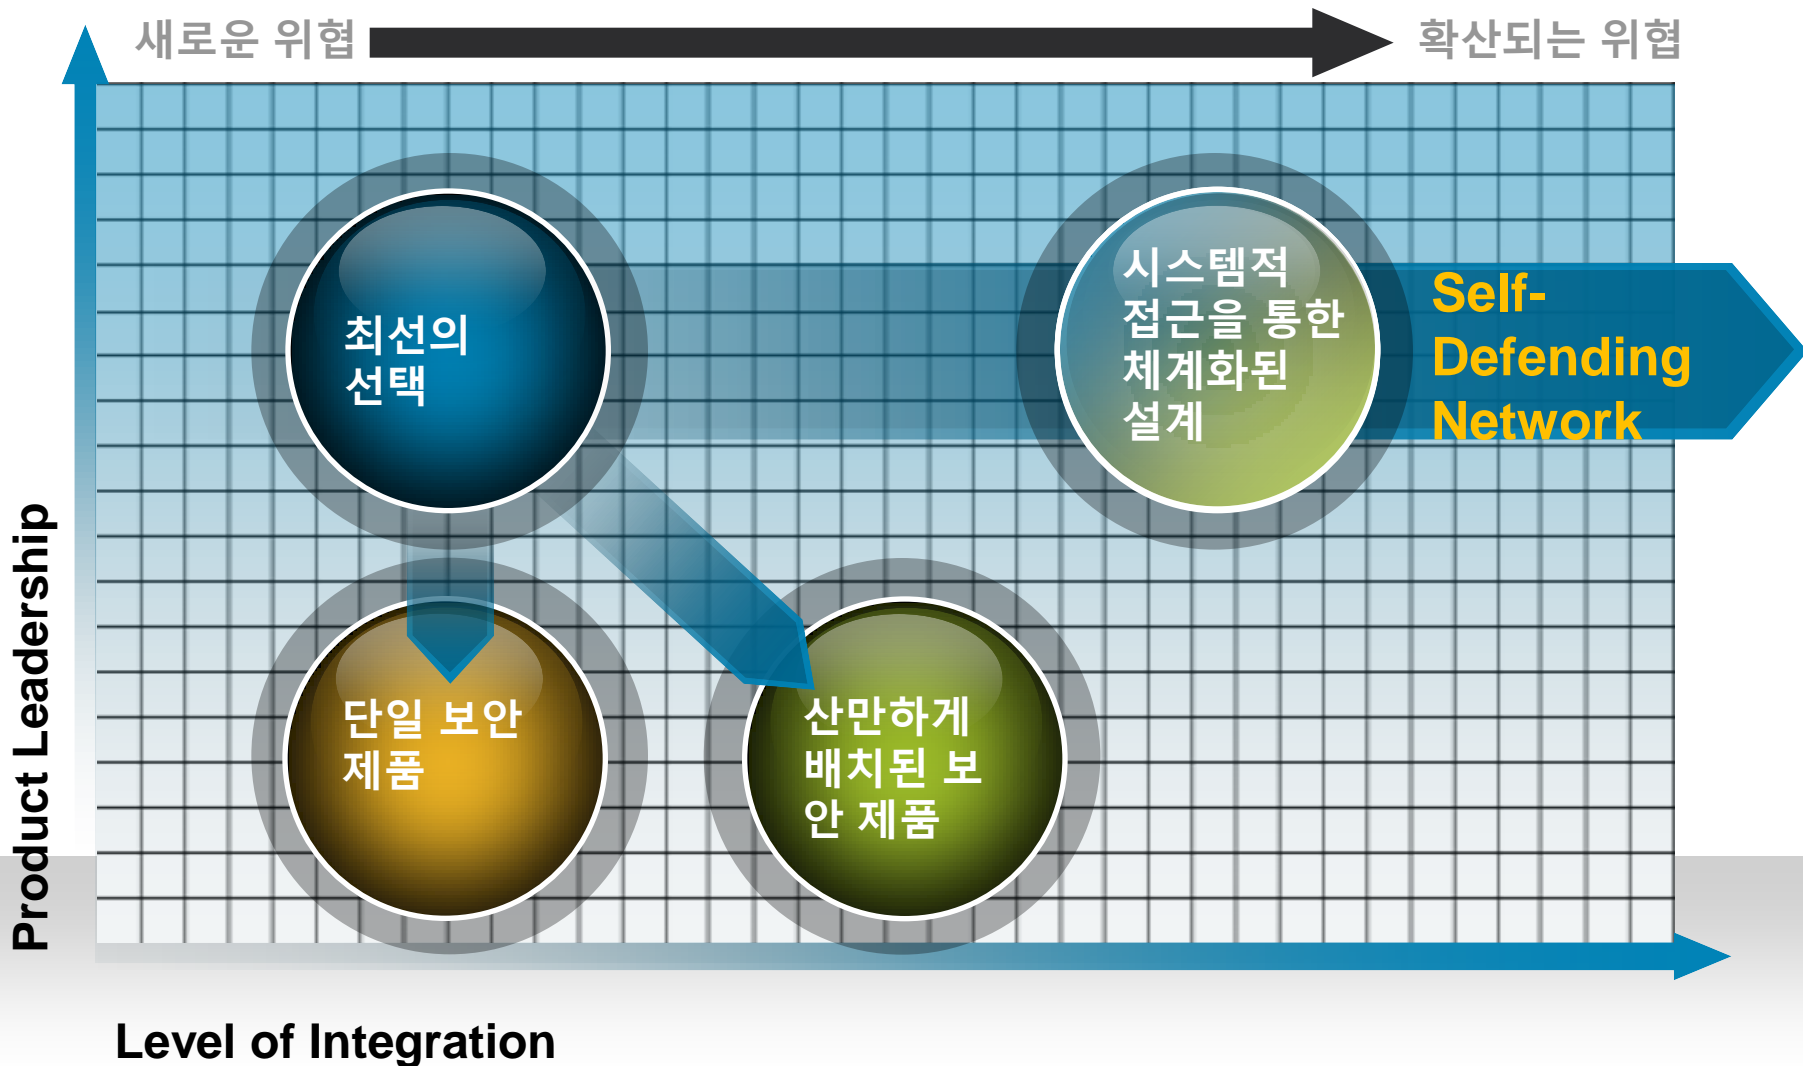 새로운 위협
확산되는 위협
최선의
선택
시스템적
접근을 통한
체계화된
설계
Self-
Defending
Network
단일 보안
제품
산만하게
배치된 보
안 제품
Product Leadership
Level of Integration